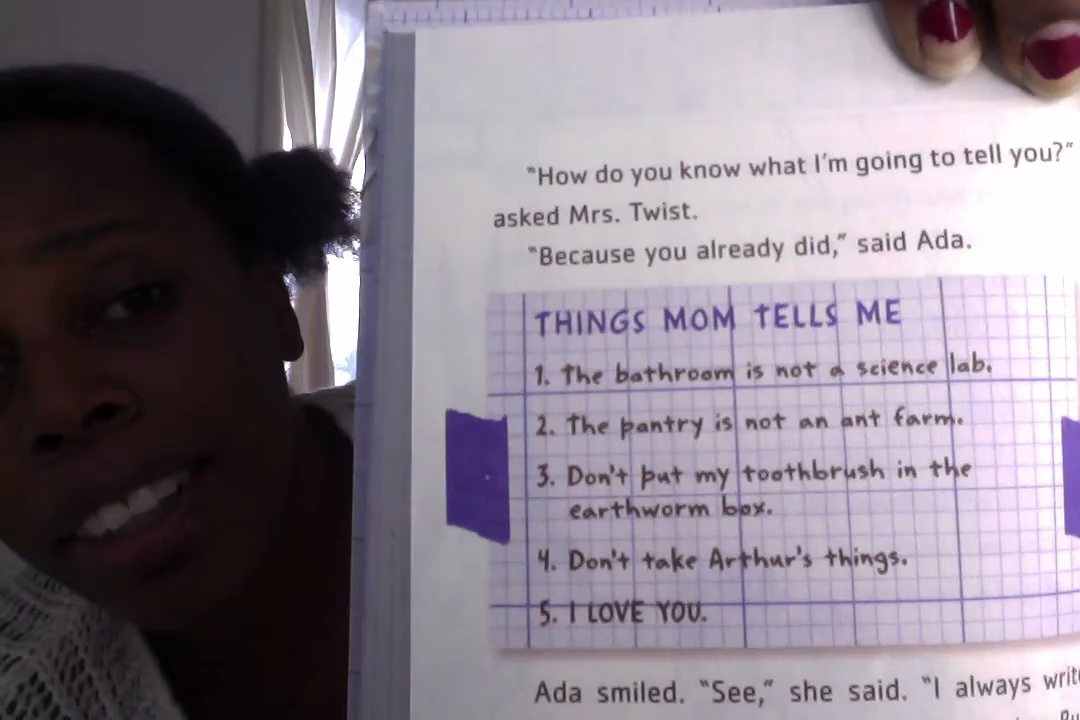 “How do you know what I’m going to tell you?”
asked Mrs. Twist.
“Because you already did,” said Ada.
THINGS MOM TELLS ME
1. The bathroom is not a science lab.
2. The pantry is not an ant farm.
3. Don't put my toothbrush in the
earthworm box.
4. Don't take Arthur's things.
5. I LOVE YOU.
Ada smiled. “See,” she said. “I always